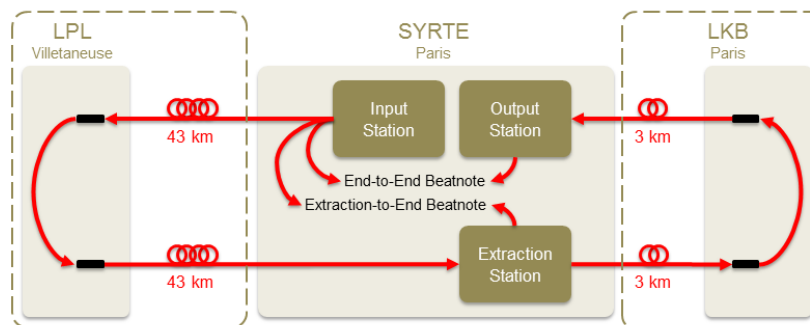 LPL
Villetaneuse
SYRTE
Paris
LKB
Paris
Input
Station
Output
Station
43 km
3 km
End-to-End Beatnote
Extraction-to-End Beatnote
Extraction
Station
43 km
3 km